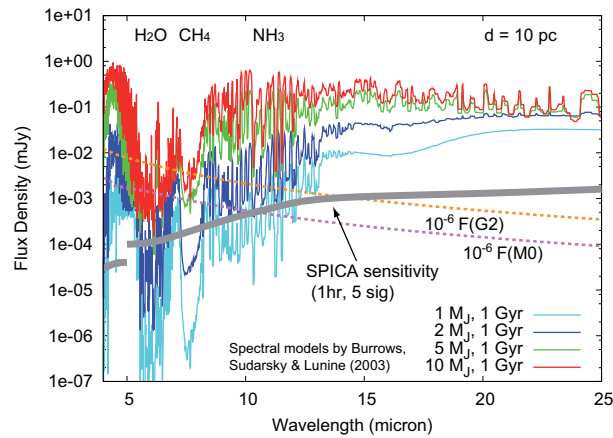 H₂O CH₄ NH₃ d = 10 pc
1e+01
1e+00
1e-01
1e-02
1e-03
1e-04
1e-05
1e-06
1e-07
Flux Density (mJy)
10⁻⁶ F(G2)
10⁻⁶ F(M0)
SPICA sensitivity
(1hr, 5 sig)
1 MJ, 1 Gyr
2 MJ, 1 Gyr
5 MJ, 1 Gyr
10 MJ, 1 Gyr
Spectral models by Burrows,
Sudarsky & Lunine (2003)
5 10 15 20 25
Wavelength (micron)